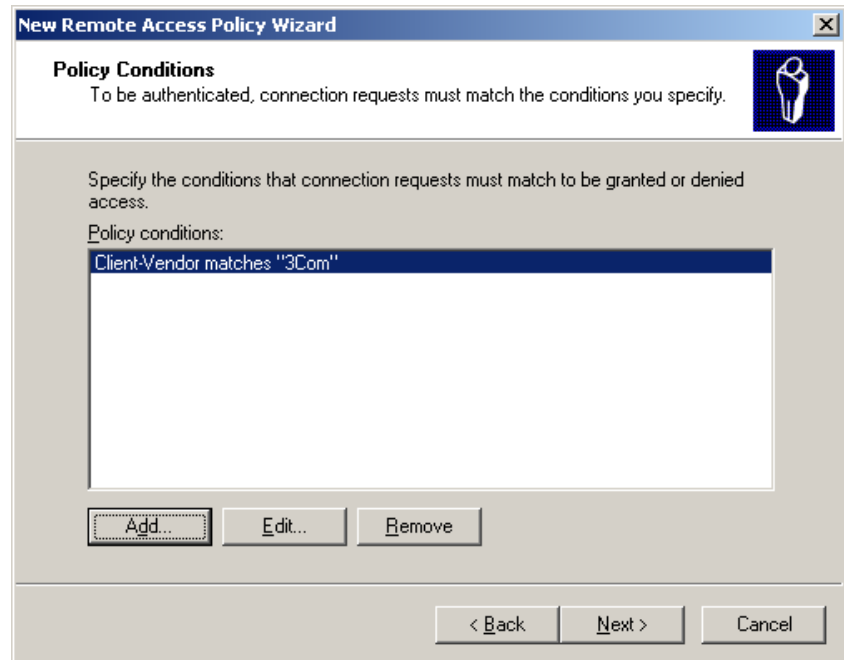 New Remote Access Policy Wizard
Policy Conditions
To be authenticated, connection requests must match the conditions you specify.
Specify the conditions that connection requests must match to be granted or denied
access.
Policy conditions:
Client-Vendor matches "3Com"
Add... Edit... Remove
< Back Next > Cancel